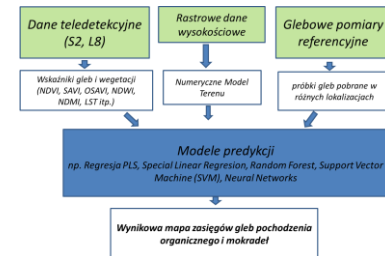 Dane teledetekcyjne
(S2, L8)
Rastrowe dane
wysokościowe
Glebowe pomiary
referencyjne
Wskaźniki gleb i wegetacji
(NDVI, SAVI, OSAVI, NDWI,
NDMI, LST itp.)
Numeryczne Model
Terenu
próbki gleb pobrane w
różnych lokalizacjach
Modele predykcji
np. Regresja PLS, Special Linear Regresion, Random Forest, Support Vector
Machine (SVM), Neural Networks
Wynikowa mapa zasięgów gleb pochodzenia
organicznego i mokradeł